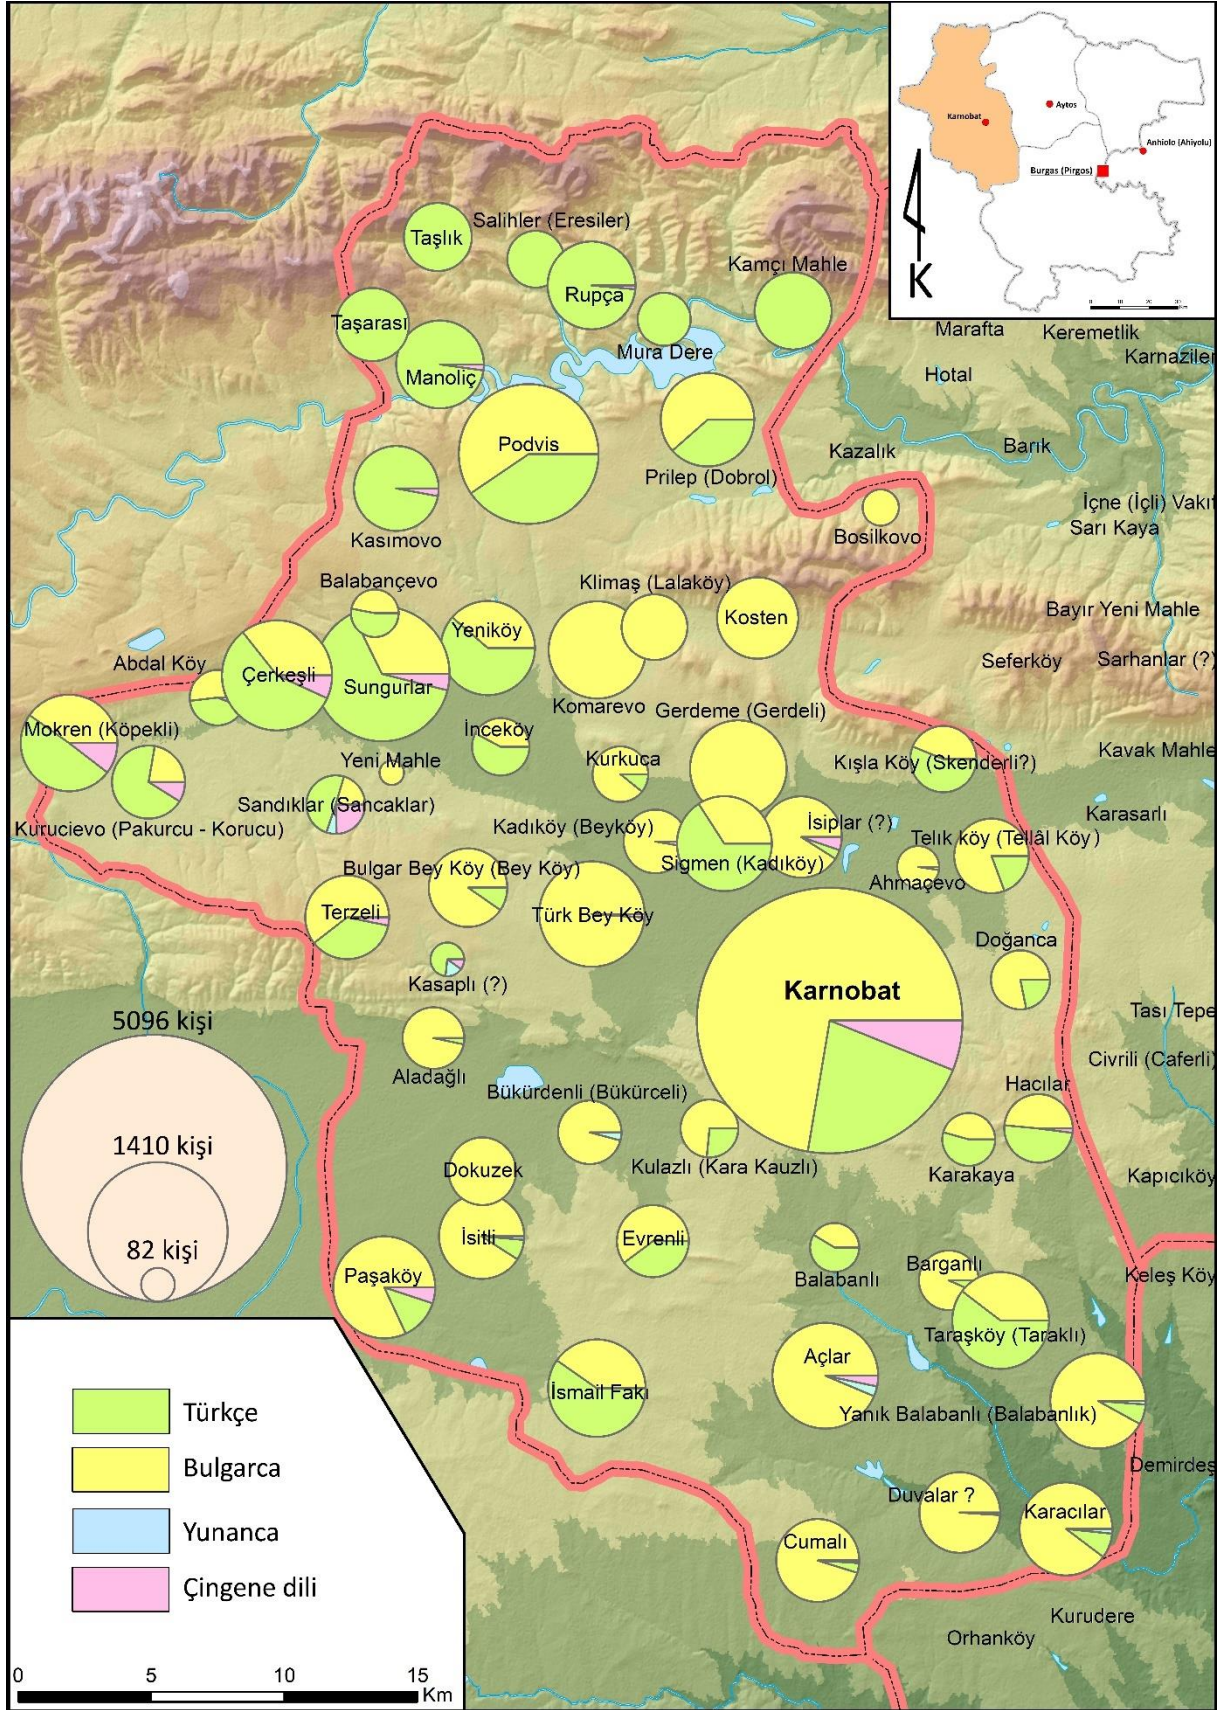 Karnobat
Aytos
Anhiolo (Ahiyolu)
Burgas (Pirgos)
K
0 10 20 30
Km
Taşlık
Salihler (Eresiler)
Rupça
Kamçı Mahle
Taşarası
Manoliç
Mura Dere
Marafta
Keremetlik
Karnaziler
Hotal
Podvis
Prilep (Dobrol)
Kazalık
Barık
Kasımovo
Bosilkovo
İçne (İçli) Vakıf
Sarı Kaya
Balabançevo
Klimaş (Lalaköy)
Yeniköy
Kosten
Bayır Yeni Mahle
Abdal Köy
Çerkeşli
Sungurlar
Komarevo
Seferköy
Sarhanlar (?)
Mokren (Köpekli)
İnceköy
Gerdeme (Gerdeli)
Yeni Mahle
Kurkuca
Kışla Köy (Skenderli?)
Kavak Mahle
Sandıklar (Sancaklar)
Kurucievo (Pakurcu - Korucu)
Kadıköy (Beyköy)
İsiplar (?)
Karasarlı
Telik köy (Tellâl Köy)
Bulgar Bey Köy (Bey Köy)
Sigmen (Kadıköy)
Ahmaçevo
Terzeli
Türk Bey Köy
Doğanca
Kasaplı (?)
Karnobat
5096 kişi
Tası Tepe
Aladağlı
Civrili (Caferli)
Bükürdenli (Bükürceli)
Hacılar
1410 kişi
Dokuzek
Kulazlı (Kara Kauzlı)
Karakaya
Kapıcıköy
82 kişi
İsitli
Evrenli
Balabanlı
Barganlı
Keleş Köy
Paşaköy
Taraşköy (Taraklı)
Açlar
İsmail Fakı
Yanık Balabanlı (Balabanlık)
Demirdeş
Duvalar ?
Karacılar
Cumalı
Kurudere
Orhanköy
Türkçe
Bulgarca
Yunanca
Çingene dili
0 5 10 15
Km